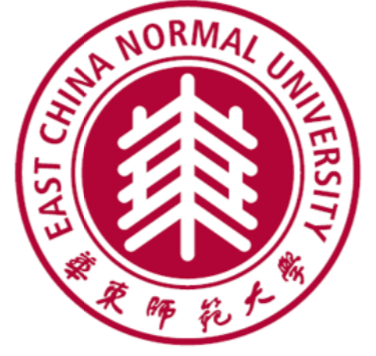 EAST CHINA NORMAL UNIVERSITY
華東師範大學